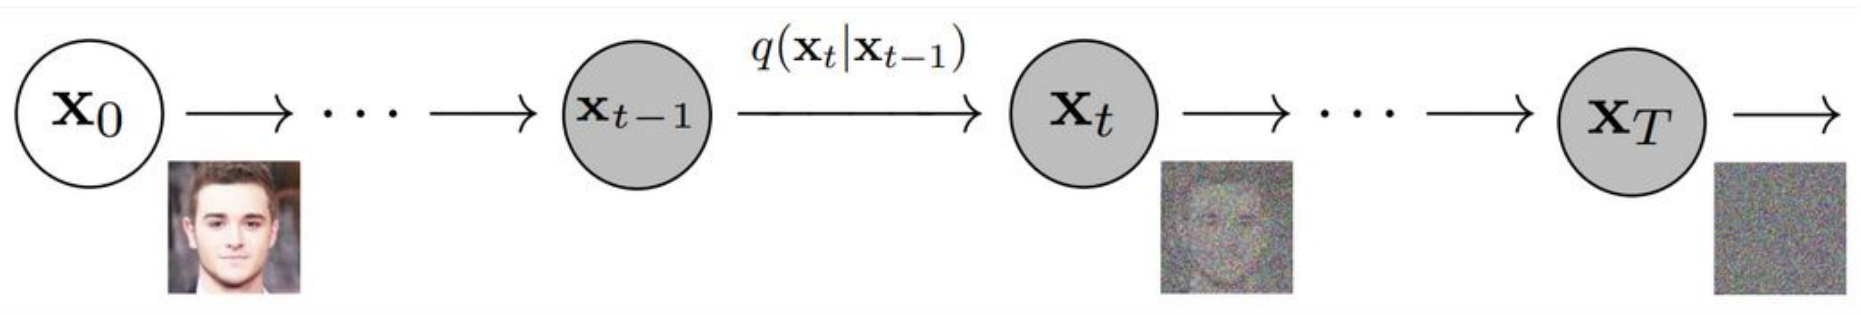 q(x_t|x_{t-1})
x_0 → ··· → x_{t-1} → x_t → ··· → x_T →